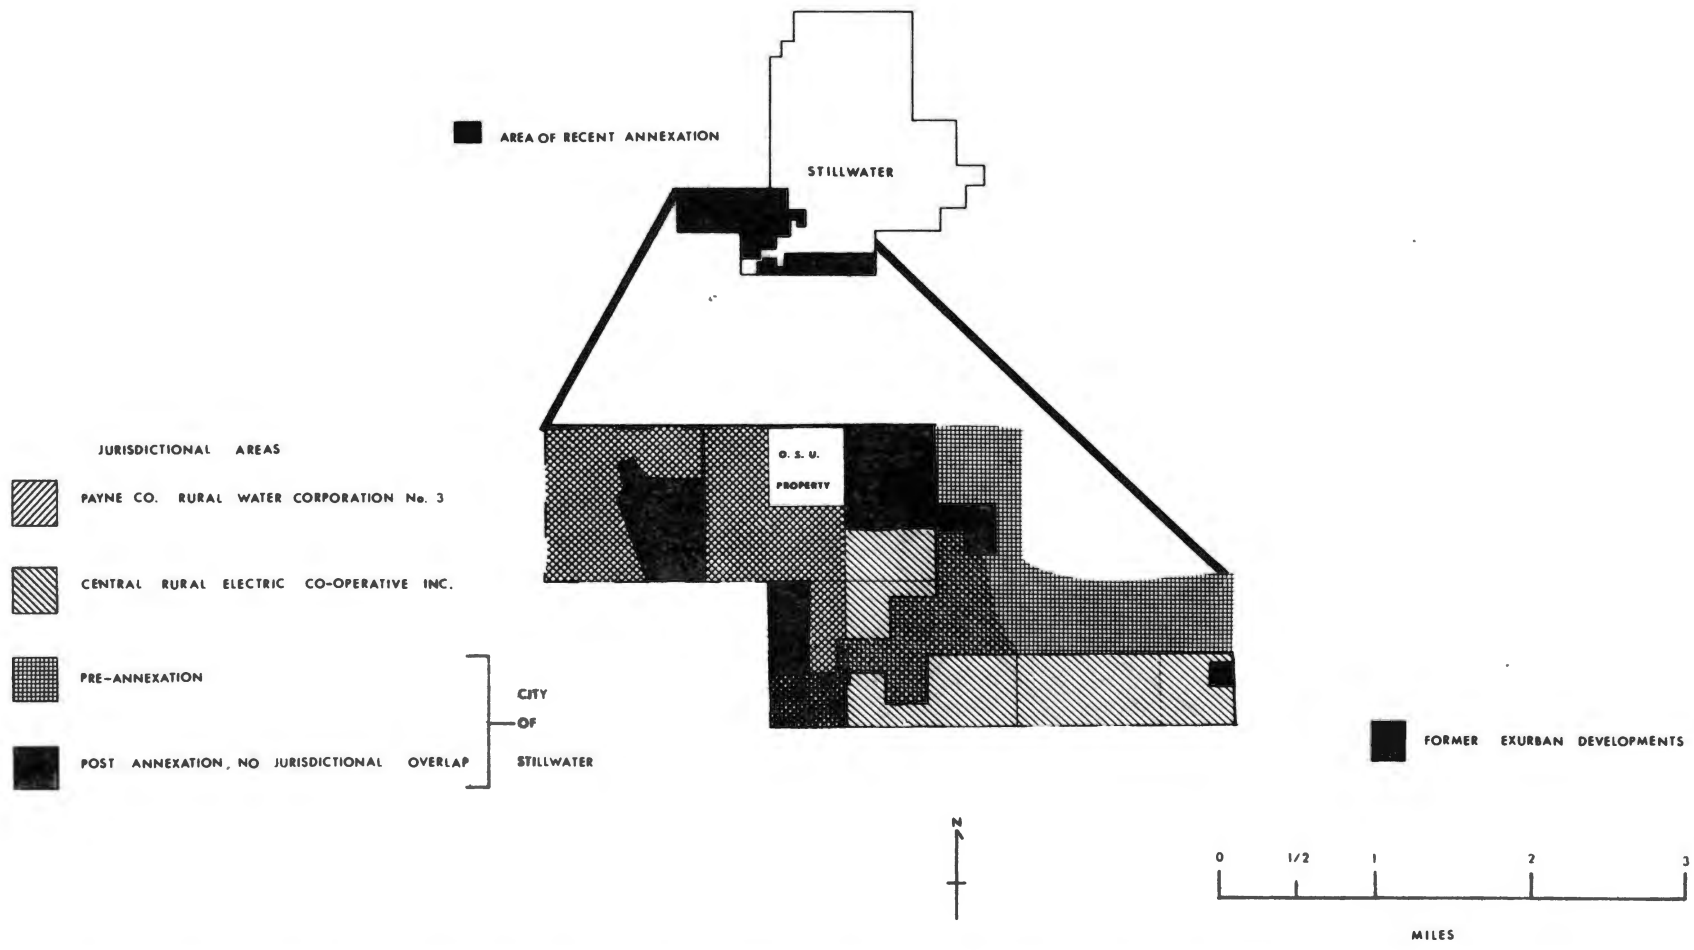 AREA OF RECENT ANNEXATION
STILLWATER
O. S. U.
PROPERTY
JURISDICTIONAL AREAS
PAYNE CO. RURAL WATER CORPORATION No. 3
CENTRAL RURAL ELECTRIC CO-OPERATIVE INC.
PRE-ANNEXATION
POST ANNEXATION, NO JURISDICTIONAL OVERLAP
CITY
OF
STILLWATER
FORMER EXURBAN DEVELOPMENTS
N
0 1/2 1 2 3
MILES